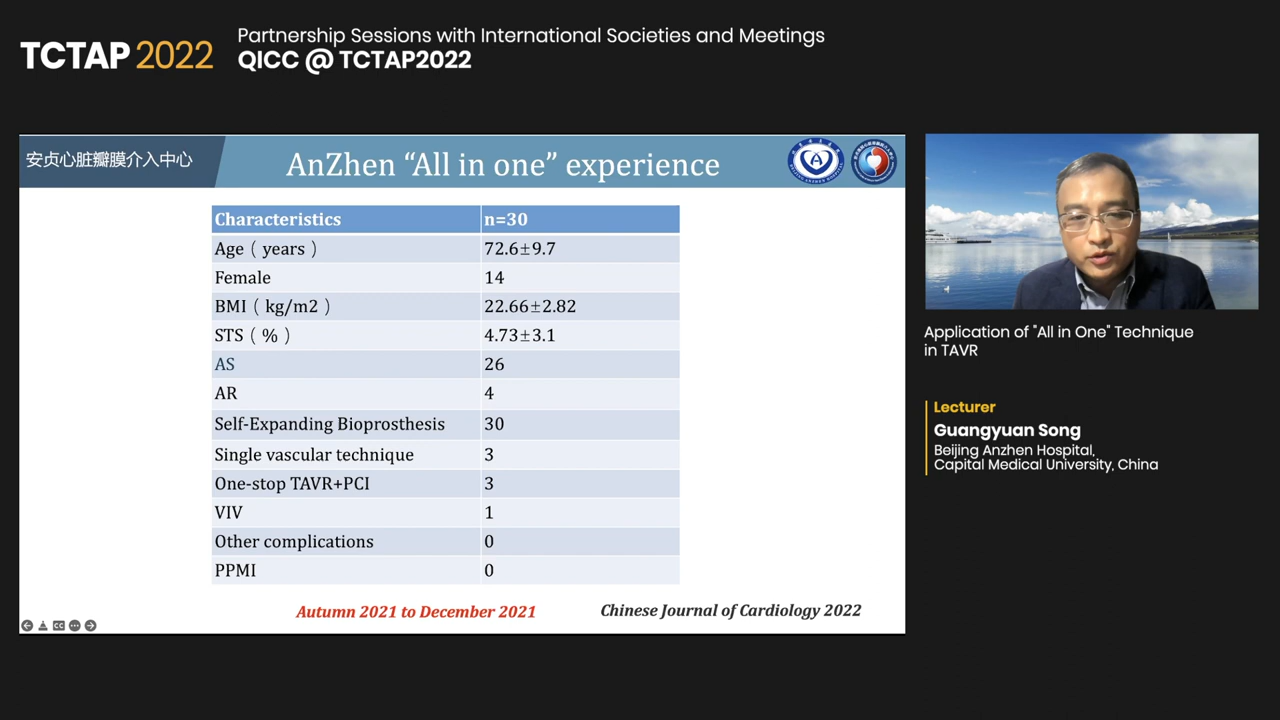 TCTAP 2022
Partnership Sessions with International Societies and Meetings
QICC @ TCTAP2022
安贞心脏瓣膜介入中心
AnZhen “All in one” experience
Characteristics n=30
Age（years） 72.6±9.7
Female 14
BMI（kg/m2） 22.66±2.82
STS（%） 4.73±3.1
AS 26
AR 4
Self-Expanding Bioprosthesis 30
Single vascular technique 3
One-stop TAVR+PCI 3
VIV 1
Other complications 0
PPMI 0
Autumn 2021 to December 2021
Chinese Journal of Cardiology 2022
Application of "All in One" Technique
in TAVR
Lecturer
Guangyuan Song
Beijing Anzhen Hospital,
Capital Medical University, China